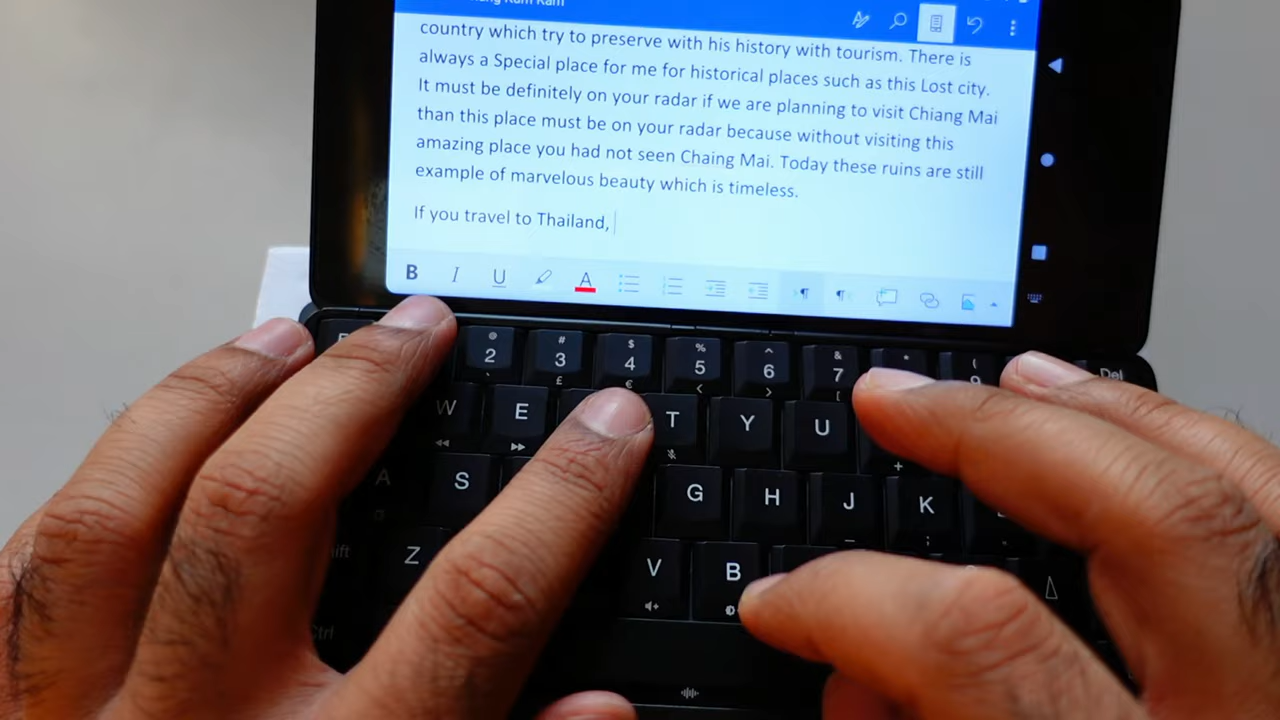 country which try to preserve with his history with tourism. There is
always a Special place for me for historical places such as this Lost city.
It must be definitely on your radar if we are planning to visit Chiang Mai
than this place must be on your radar because without visiting this
amazing place you had not seen Chaing Mai. Today these ruins are still
example of marvelous beauty which is timeless.
If you travel to Thailand,
B I U A
@ # $ % ^ & * (
2 3 4 5 6 7 9 Del
£ € < > [
W E T Y U
+
A S G H J K
;
Z V B
Ctrl